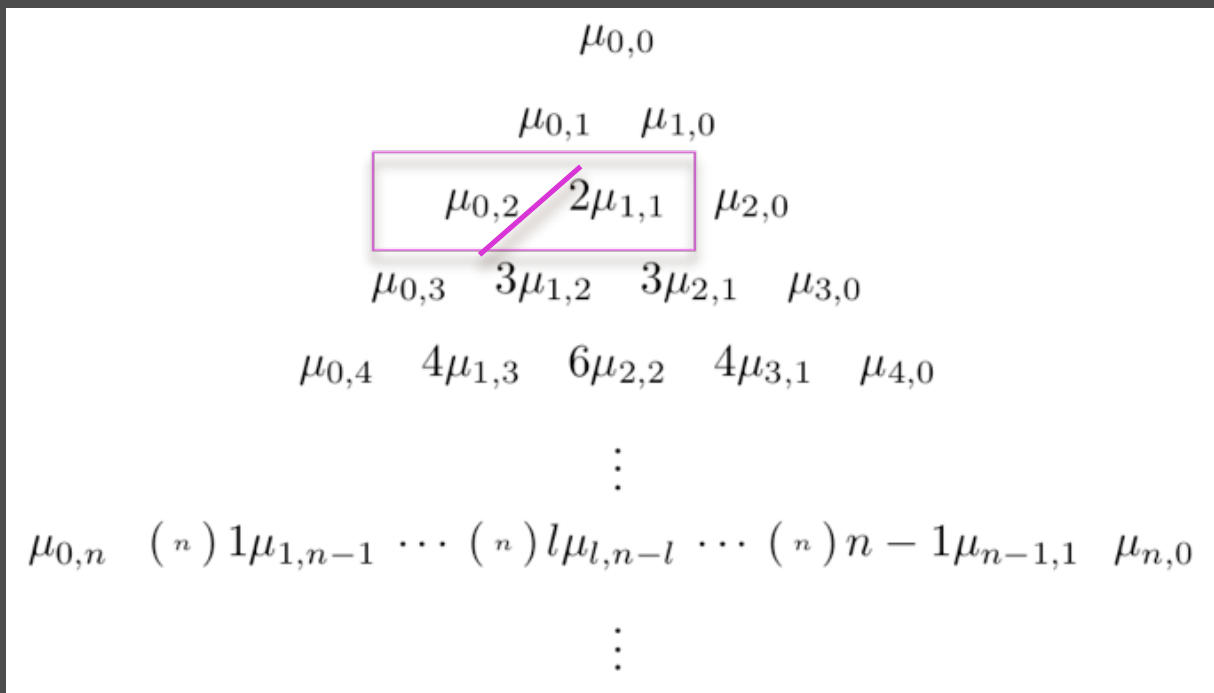 μ0,0
μ0,1 μ1,0
μ0,2 2μ1,1 μ2,0
μ0,3 3μ1,2 3μ2,1 μ3,0
μ0,4 4μ1,3 6μ2,2 4μ3,1 μ4,0
⋮
μ0,n (n)1μ1,n−1 ⋯ (n)lμl,n−l ⋯ (n)n − 1μn−1,1 μn,0
⋮